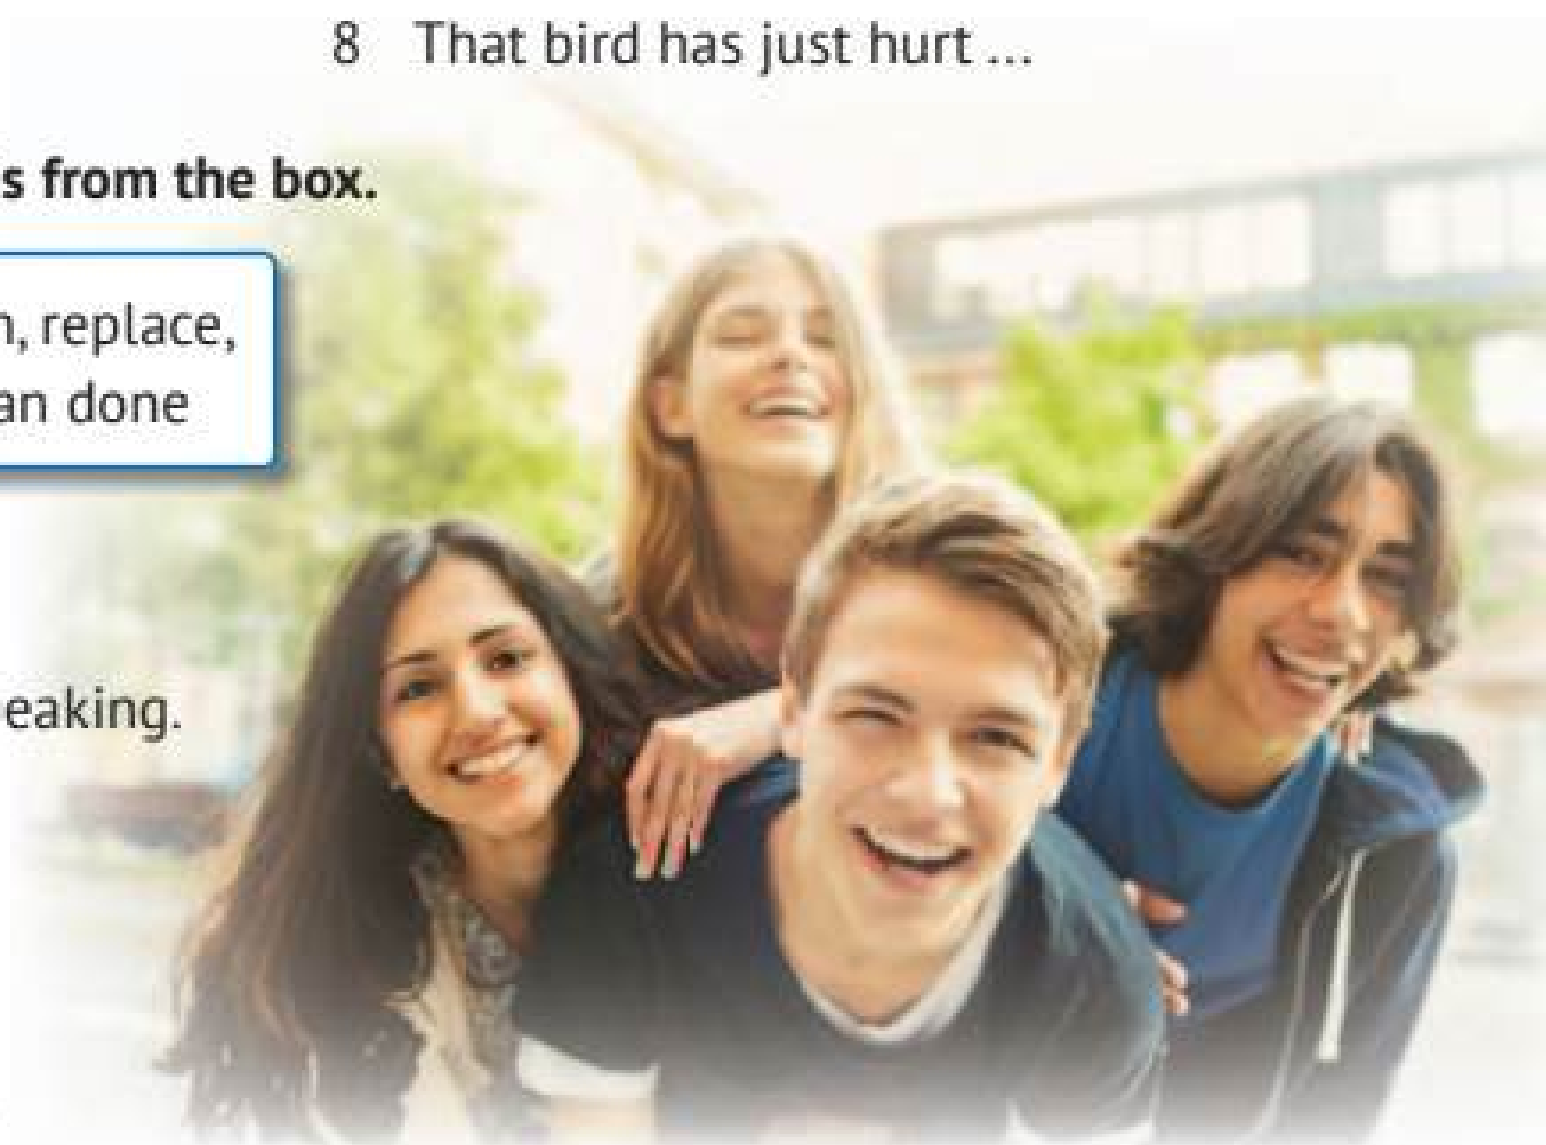 8 That bird has just hurt ...
s from the box.
n, replace,
an done
eaking.